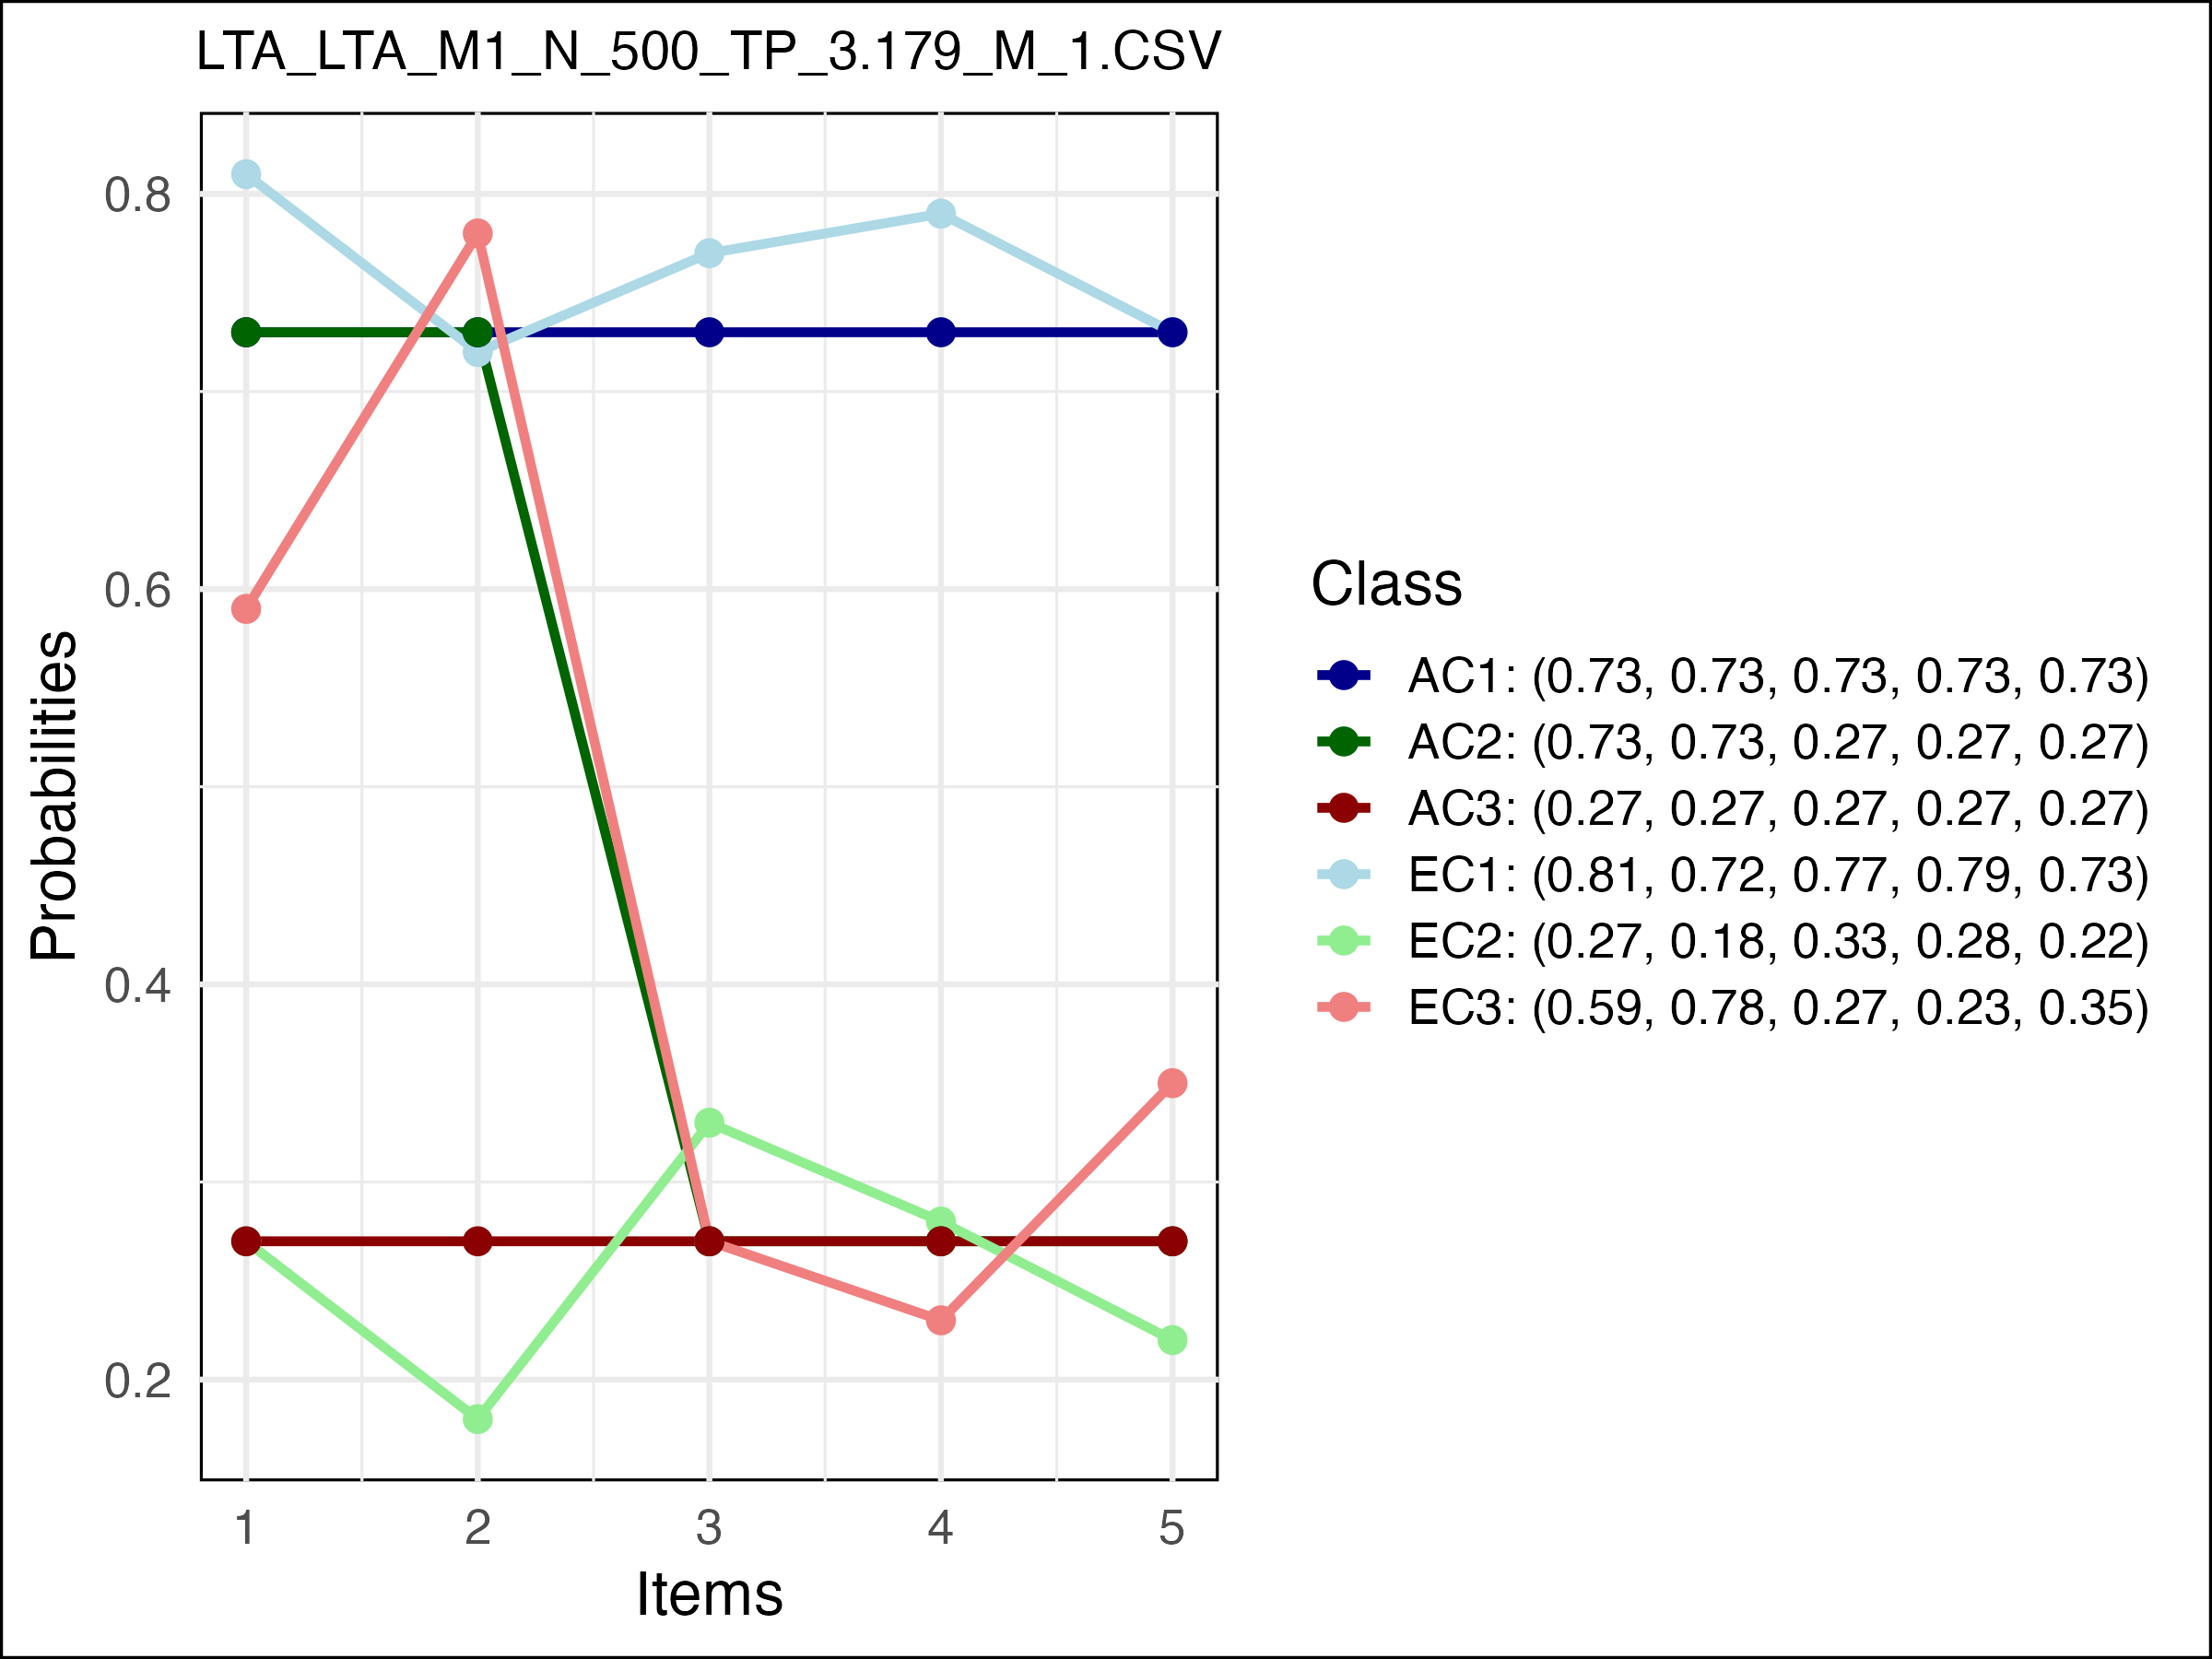 LTA_LTA_M1_N_500_TP_3.179_M_1.CSV
0.8
0.6
0.4
0.2
Probabilities
1 2 3 4 5
Items
Class
AC1: (0.73, 0.73, 0.73, 0.73, 0.73)
AC2: (0.73, 0.73, 0.27, 0.27, 0.27)
AC3: (0.27, 0.27, 0.27, 0.27, 0.27)
EC1: (0.81, 0.72, 0.77, 0.79, 0.73)
EC2: (0.27, 0.18, 0.33, 0.28, 0.22)
EC3: (0.59, 0.78, 0.27, 0.23, 0.35)